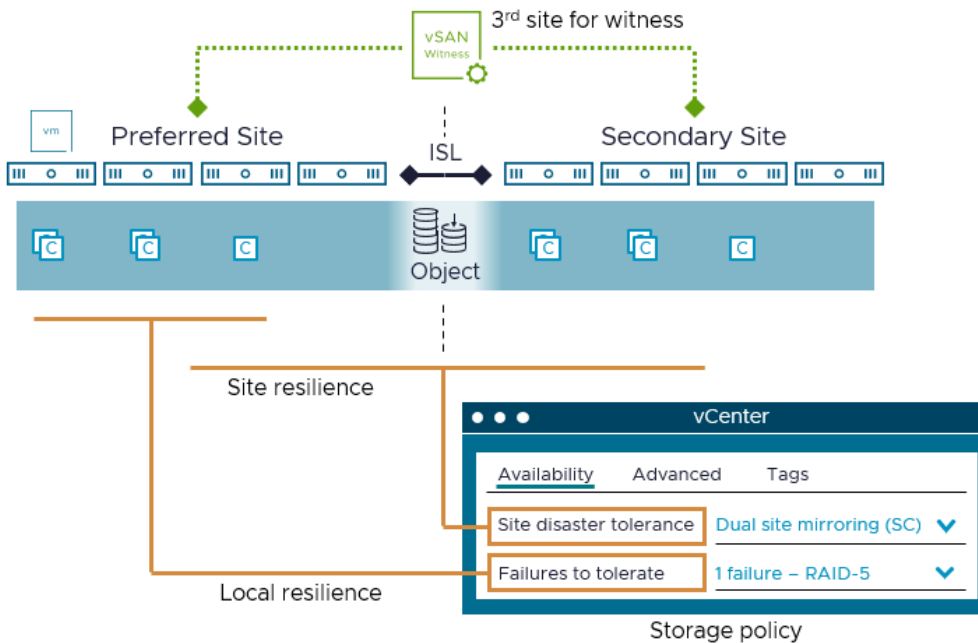 3rd site for witness
vSAN
Witness
vm
Preferred Site
ISL
Secondary Site
C
C
C
Object
C
C
C
Site resilience
vCenter
Availability Advanced Tags
Site disaster tolerance Dual site mirroring (SC)
Failures to tolerate 1 failure – RAID-5
Local resilience
Storage policy